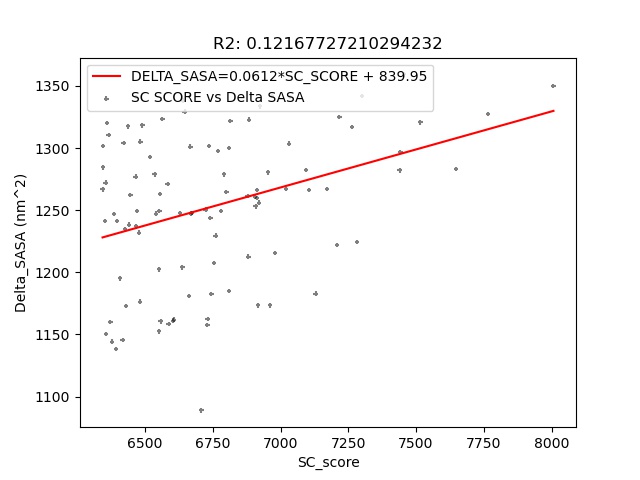 R2: 0.12167727210294232
DELTA_SASA=0.0612*SC_SCORE + 839.95
SC SCORE vs Delta SASA
Delta_SASA (nm^2)
1350
1300
1250
1200
1150
1100
6500 6750 7000 7250 7500 7750 8000
SC_score